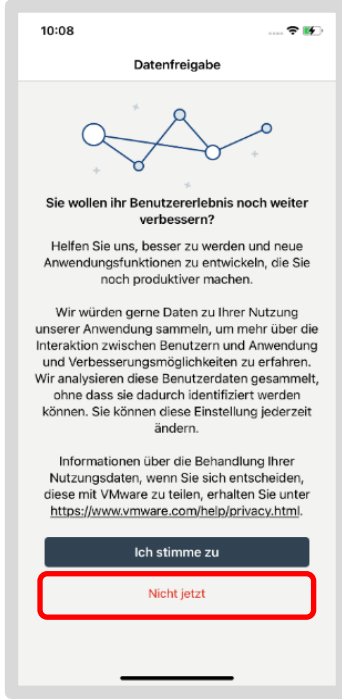 10:08
Datenfreigabe
Sie wollen ihr Benutzererlebnis noch weiter
verbessern?
Helfen Sie uns, besser zu werden und neue
Anwendungsfunktionen zu entwickeln, die Sie
noch produktiver machen.
Wir würden gerne Daten zu Ihrer Nutzung
unserer Anwendung sammeln, um mehr über die
Interaktion zwischen Benutzern und Anwendung
und Verbesserungsmöglichkeiten zu erfahren.
Wir analysieren diese Benutzerdaten gesammelt,
ohne dass sie dadurch identifiziert werden
können. Sie können diese Einstellung jederzeit
ändern.
Informationen über die Behandlung Ihrer
Nutzungsdaten, wenn Sie sich entscheiden,
diese mit VMware zu teilen, erhalten Sie unter
https://www.vmware.com/help/privacy.html.
Ich stimme zu
Nicht jetzt